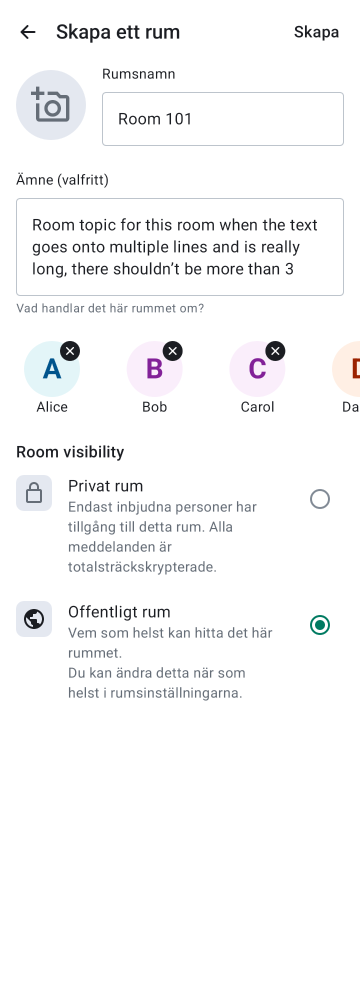 Skapa ett rum
Skapa
Rumsnamn
Room 101
Ämne (valfritt)
Room topic for this room when the text
goes onto multiple lines and is really
long, there shouldn’t be more than 3
Vad handlar det här rummet om?
A
B
C
Alice
Bob
Carol
Room visibility
Privat rum
Endast inbjudna personer har
tillgång till detta rum. Alla
meddelanden är
totalsträckskrypterade.
Offentligt rum
Vem som helst kan hitta det här
rummet.
Du kan ändra detta när som
helst i rumsinställningarna.